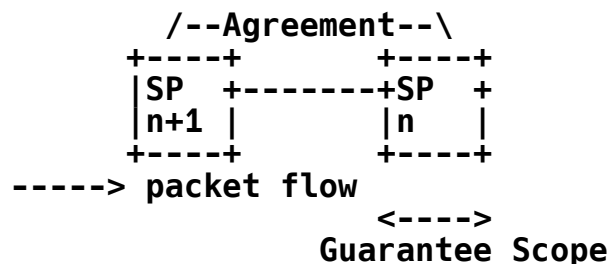 /--Agreement--\
+----+       +----+
|SP  +-------+SP  +
|n+1 |       |n   |
+----+       +----+
-----> packet flow
<---->
Guarantee Scope